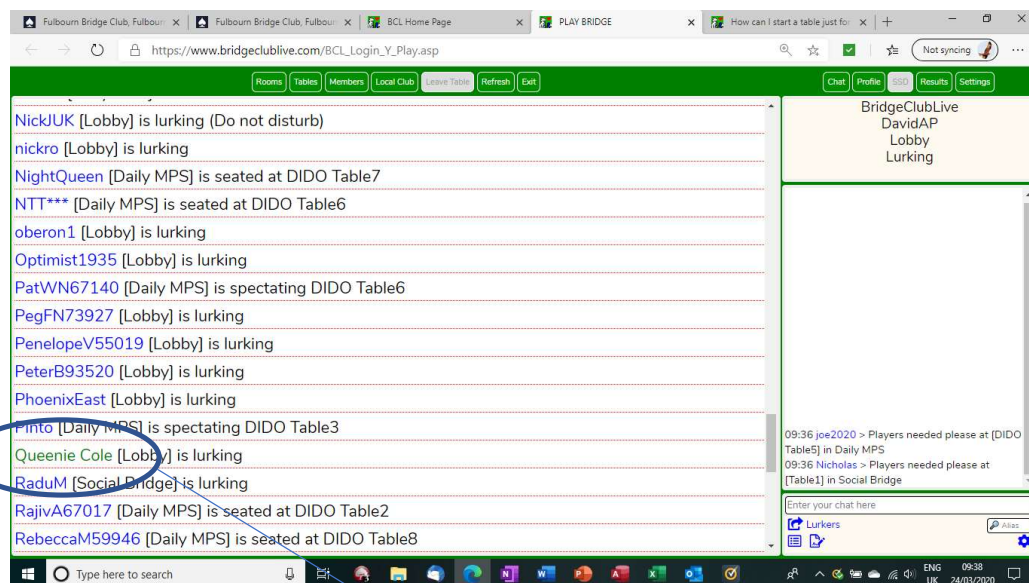 Fulbourn Bridge Club, Fulbour
Fulbourn Bridge Club, Fulbour
BCL Home Page
PLAY BRIDGE
How can I start a table just fo
https://www.bridgeclublive.com/BCL_Login_Y_Play.asp
Not syncing
Rooms Tables Members Local Club Leave Table Refresh Exit
Chat Profile SSO Results Settings
NickJUK [Lobby] is lurking (Do not disturb)
nickro [Lobby] is lurking
NightQueen [Daily MPS] is seated at DIDO Table7
NTT*** [Daily MPS] is seated at DIDO Table6
oberon1 [Lobby] is lurking
Optimist1935 [Lobby] is lurking
PatWN67140 [Daily MPS] is spectating DIDO Table6
PegFN73927 [Lobby] is lurking
PenelopeV55019 [Lobby] is lurking
PeterB93520 [Lobby] is lurking
PhoenixEast [Lobby] is lurking
Pinto [Daily MPS] is spectating DIDO Table3
Queenie Cole [Lobby] is lurking
RaduM [Social Bridge] is lurking
RajivA67017 [Daily MPS] is seated at DIDO Table2
RebeccaM59946 [Daily MPS] is seated at DIDO Table8
BridgeClubLive
DavidAP
Lobby
Lurking
09:36 joe2020 > Players needed please at [DIDO
Table5] in Daily MPS
09:36 Nicholas > Players needed please at
[Table1] in Social Bridge
Enter your chat here
Lurkers
Alias
Type here to search
ENG
UK
09:38
24/03/2020